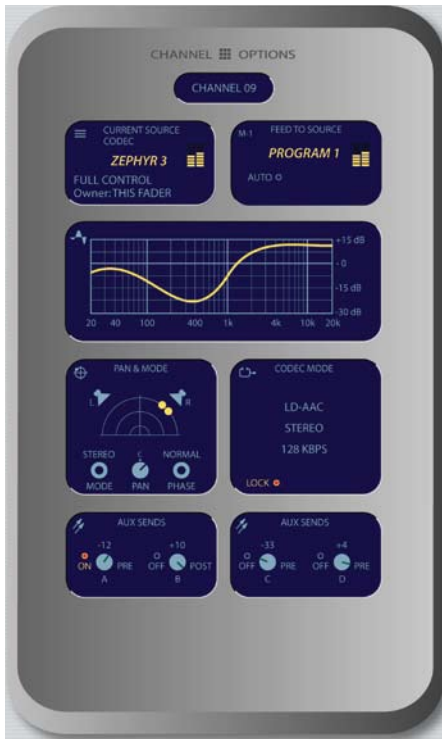 CHANNEL OPTIONS
CHANNEL 09
CURRENT SOURCE
CODEC
ZEPHYR 3
FULL CONTROL
Owner: THIS FADER
M-1 FEED TO SOURCE
PROGRAM 1
AUTO
+15 dB
- 0
-15 dB
-30 dB
20 40 100 400 1k 4k 10k 20k
PAN & MODE
L R
STEREO C NORMAL
MODE PAN PHASE
CODEC MODE
LD-AAC
STEREO
128 KBPS
LOCK
AUX SENDS
-12 +10
ON PRE OFF POST
A B
AUX SENDS
-33 +4
OFF PRE OFF PRE
C D